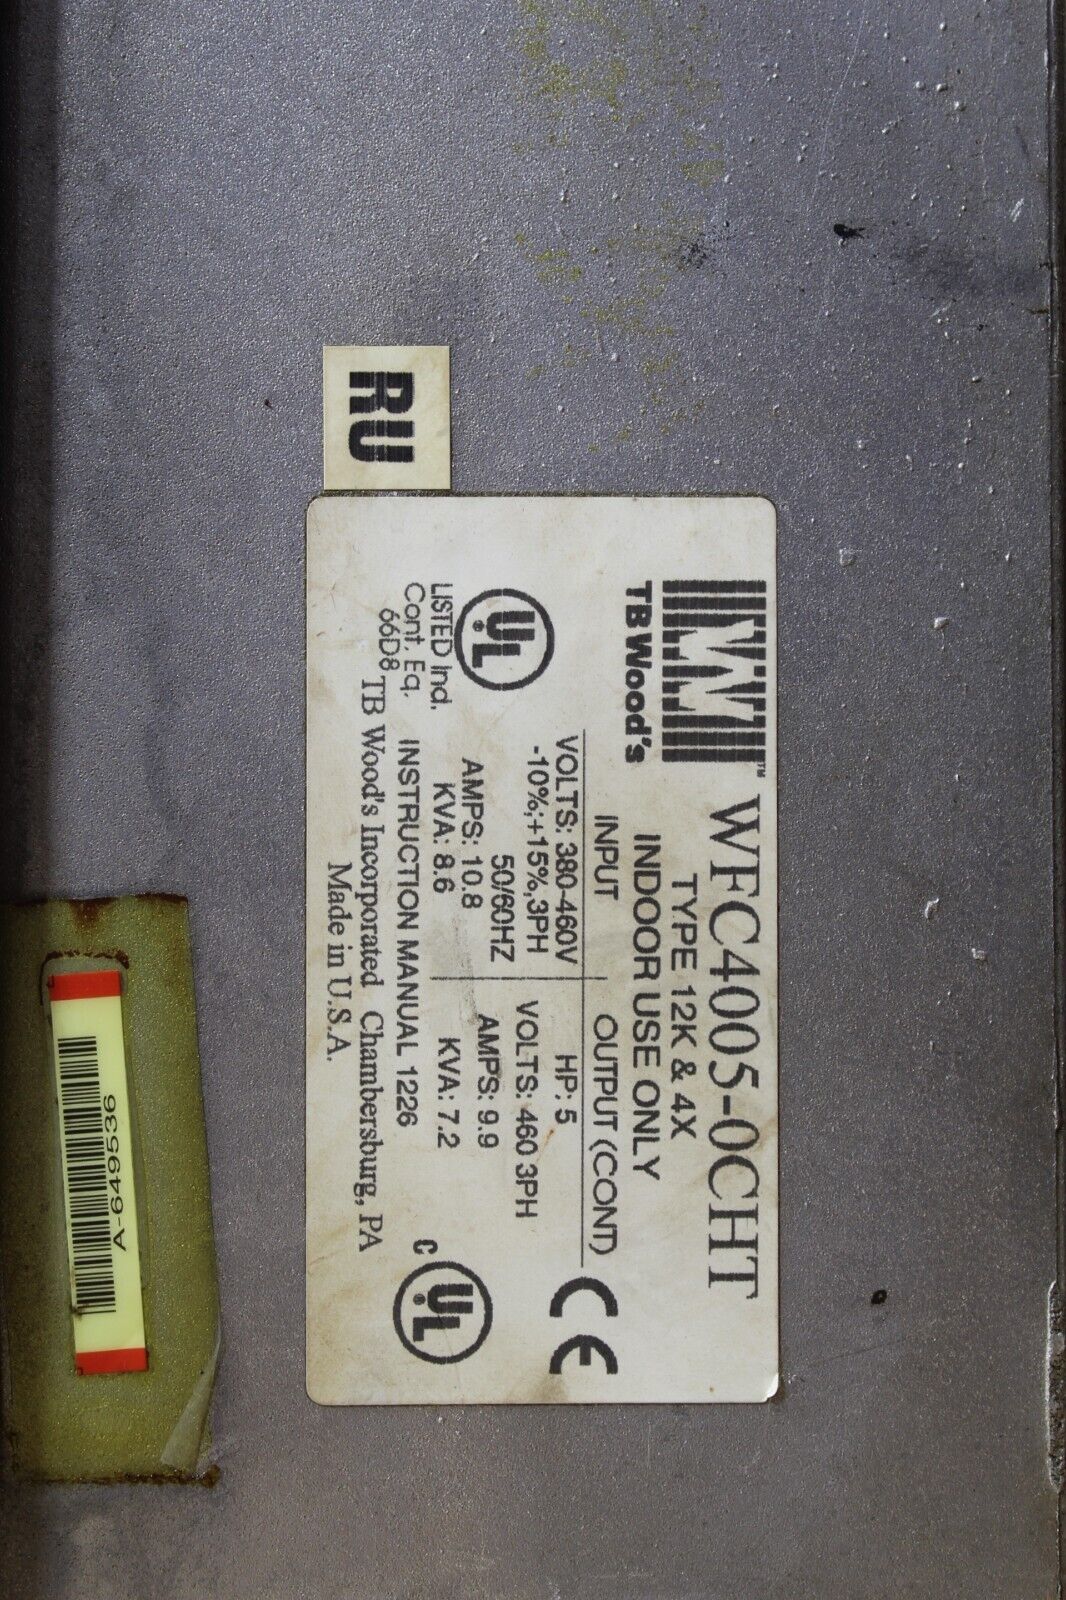 RU
TB Wood's
TM
WFC4005-0CHT
TYPE 12K & 4X
INDOOR USE ONLY
INPUT
VOLTS: 380-460V
-10%;+15%,3PH
50/60HZ
AMPS: 10.8
KVA: 8.6
OUTPUT (CONT)
HP: 5
VOLTS: 460 3PH
AMPS: 9.9
KVA: 7.2
CE
UL
®
LISTED Ind.
Cont. Eq.
66D8
INSTRUCTION MANUAL 1226
TB Wood's Incorporated Chambersburg, PA
Made in U.S.A.
C UL
®
A-649536